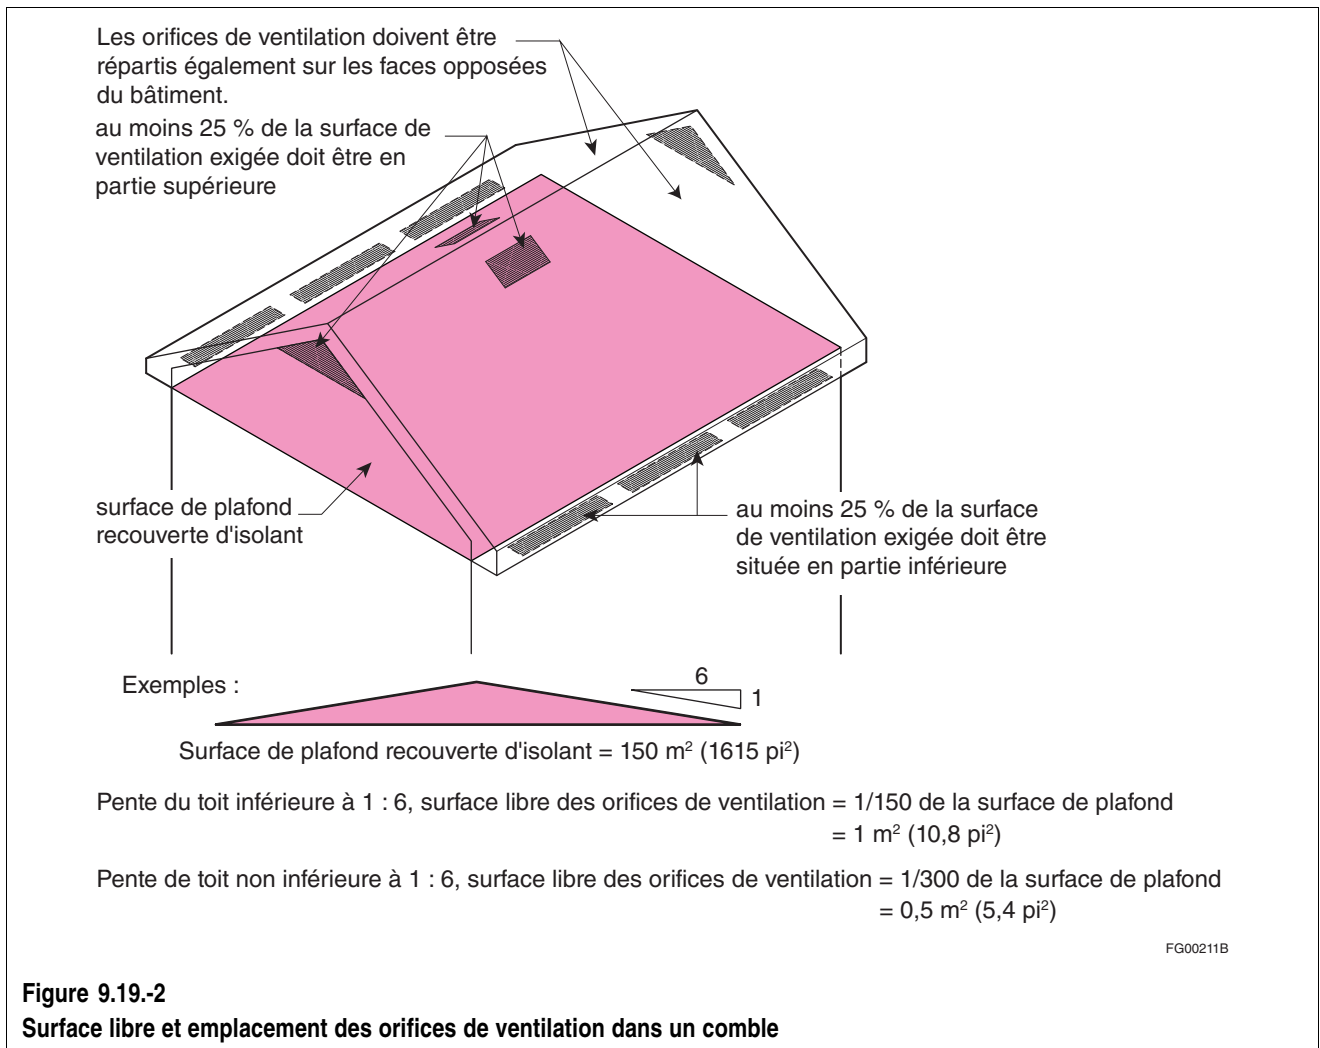 Les orifices de ventilation doivent être
répartis également sur les faces opposées
du bâtiment.
au moins 25 % de la surface de
ventilation exigée doit être en
partie supérieure
surface de plafond
recouverte d'isolant
au moins 25 % de la surface
de ventilation exigée doit être
située en partie inférieure
Exemples :
6
1
Surface de plafond recouverte d'isolant = 150 m² (1615 pi²)
Pente du toit inférieure à 1 : 6, surface libre des orifices de ventilation = 1/150 de la surface de plafond
= 1 m² (10,8 pi²)
Pente de toit non inférieure à 1 : 6, surface libre des orifices de ventilation = 1/300 de la surface de plafond
= 0,5 m² (5,4 pi²)
FG00211B
Figure 9.19.-2
Surface libre et emplacement des orifices de ventilation dans un comble